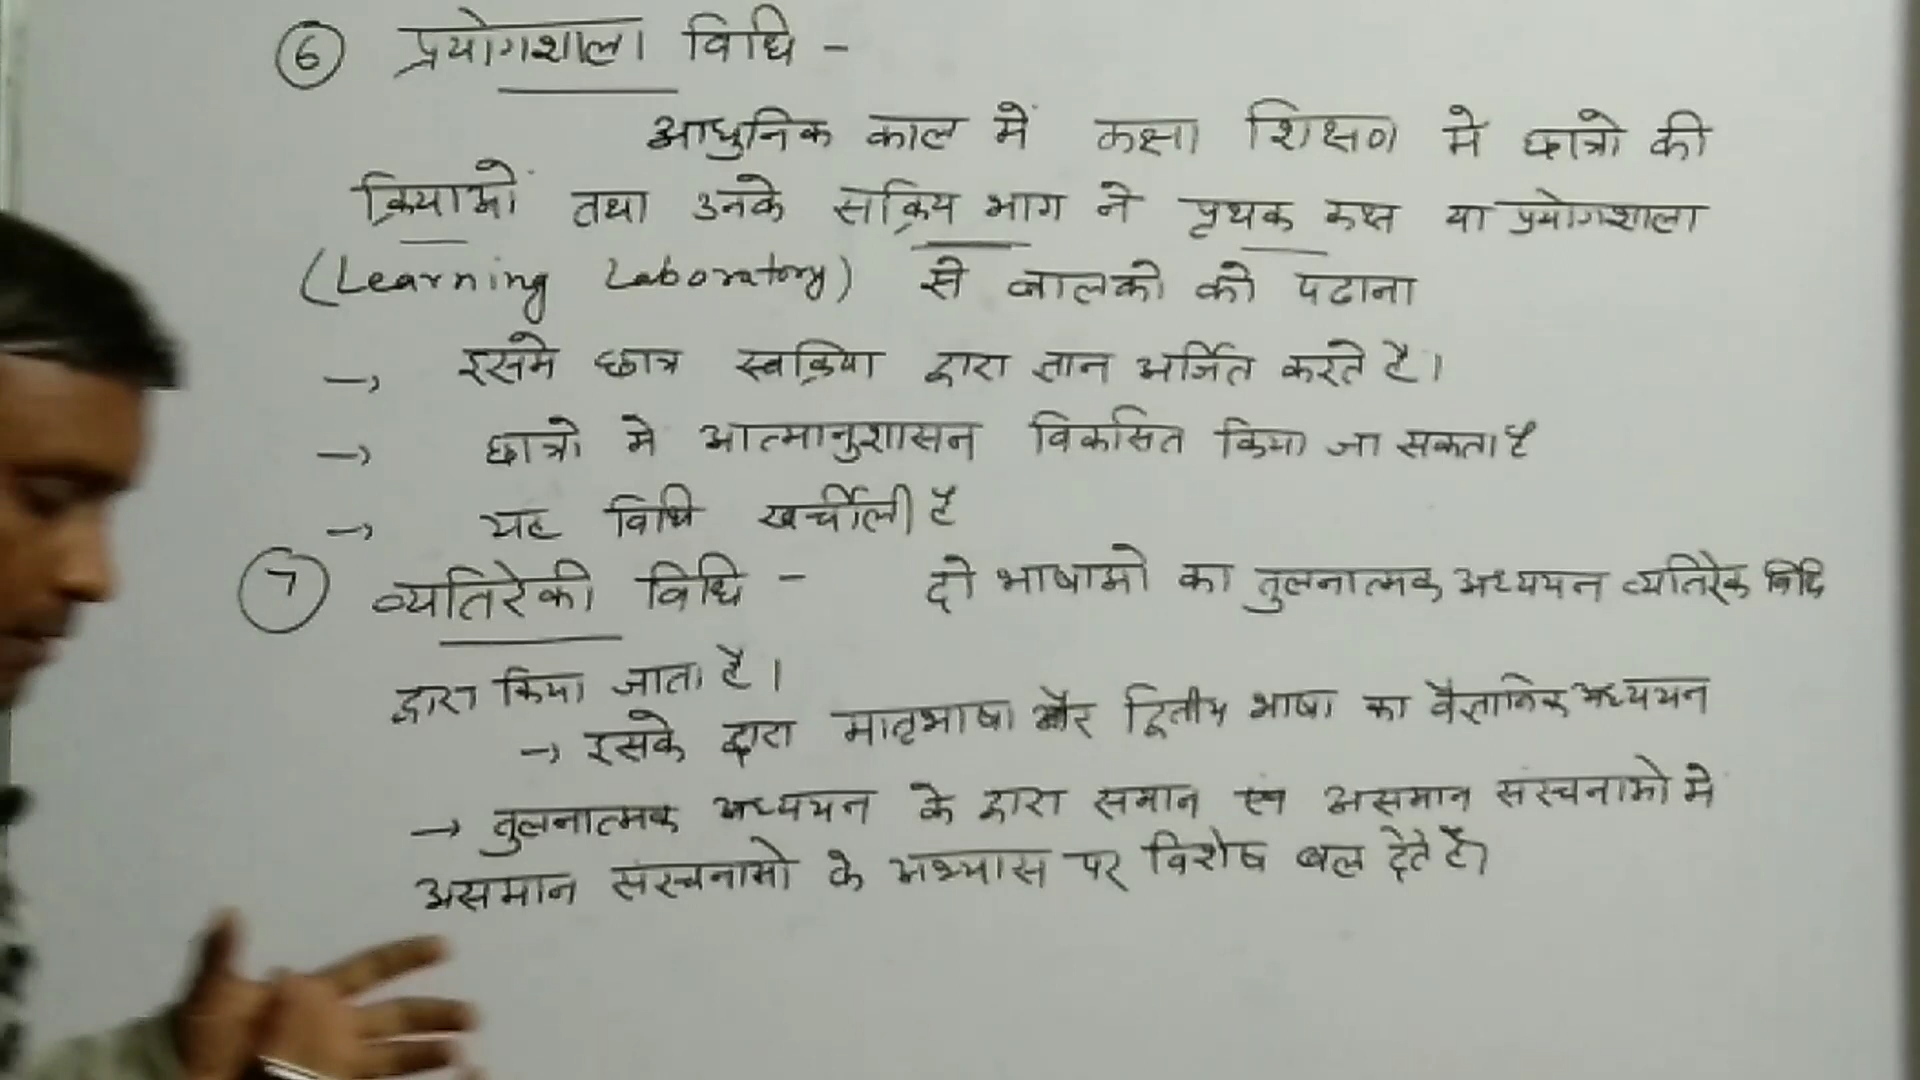 ⑥ प्रयोगशाला विधि -
आधुनिक काल में कक्षा शिक्षण मे छात्रो की
क्रियाओं तथा उनके सक्रिय भाग ने पृथक कक्ष या प्रयोगशाला
(Learning Laboratory) से बालको को पढाना
→ इसमे छात्र स्वक्रिया द्वारा ज्ञान अर्जित करते है।
→ छात्रो मे आत्मानुशासन विकसित किया जा सकता है
→ यह विधि खर्चीली है
⑦ व्यतिरेकी विधि - दो भाषाओ का तुलनात्मक अध्ययन व्यतिरेक विधि
द्वारा किया जाता है।
→ इसके द्वारा मातृभाषा और द्वितीय भाषा का वैज्ञानिक अध्ययन
→ तुलनात्मक अध्ययन के द्वारा समान एव असमान संरचनाओ मे
असमान संरचनाओ के अभ्यास पर विशेष बल देते है।